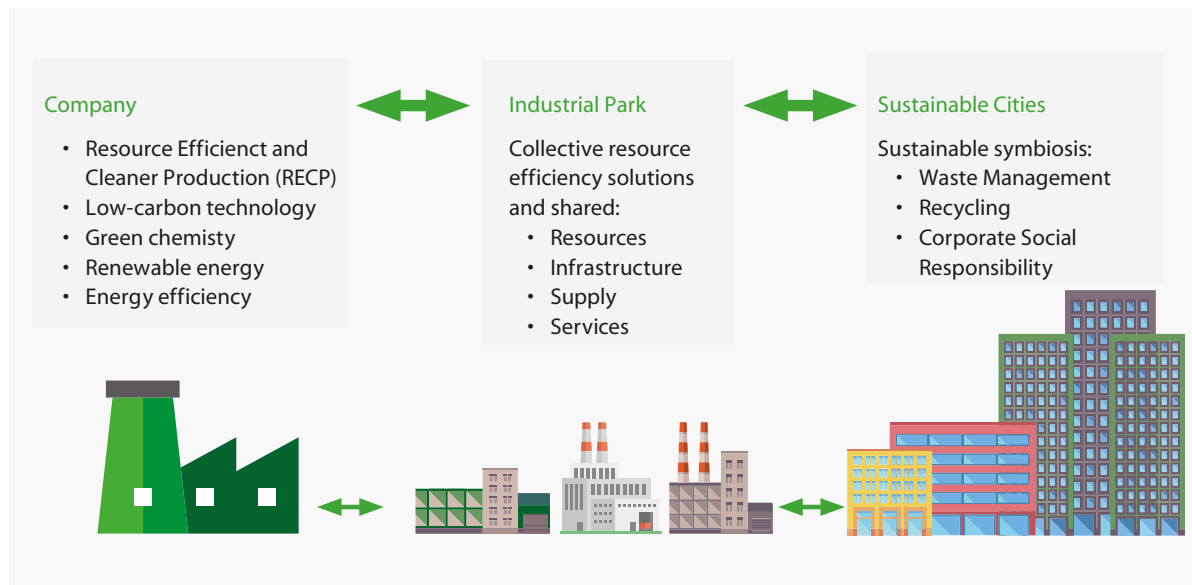 Company
• Resource Efficienct and
Cleaner Production (RECP)
• Low-carbon technology
• Green chemisty
• Renewable energy
• Energy efficiency
Industrial Park
Collective resource
efficiency solutions
and shared:
• Resources
• Infrastructure
• Supply
• Services
Sustainable Cities
Sustainable symbiosis:
• Waste Management
• Recycling
• Corporate Social
Responsibility